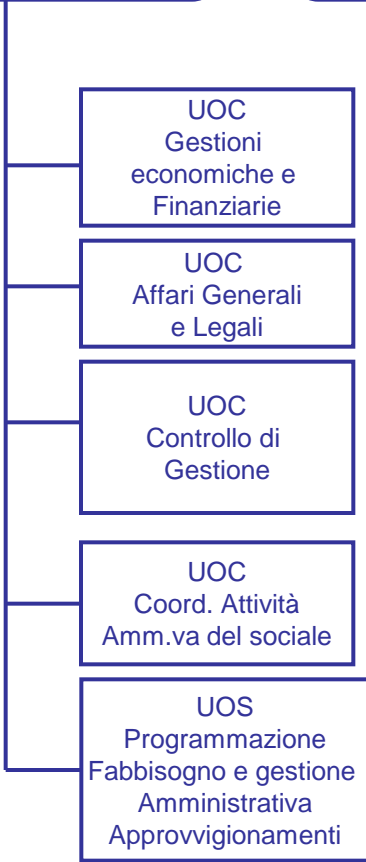 UOC
Gestioni
economiche e
Finanziarie
UOC
Affari Generali
e Legali
UOC
Controllo di
Gestione
UOC
Coord. Attività
Amm.va del sociale
UOS
Programmazione
Fabbisogno e gestione
Amministrativa
Approvvigionamenti